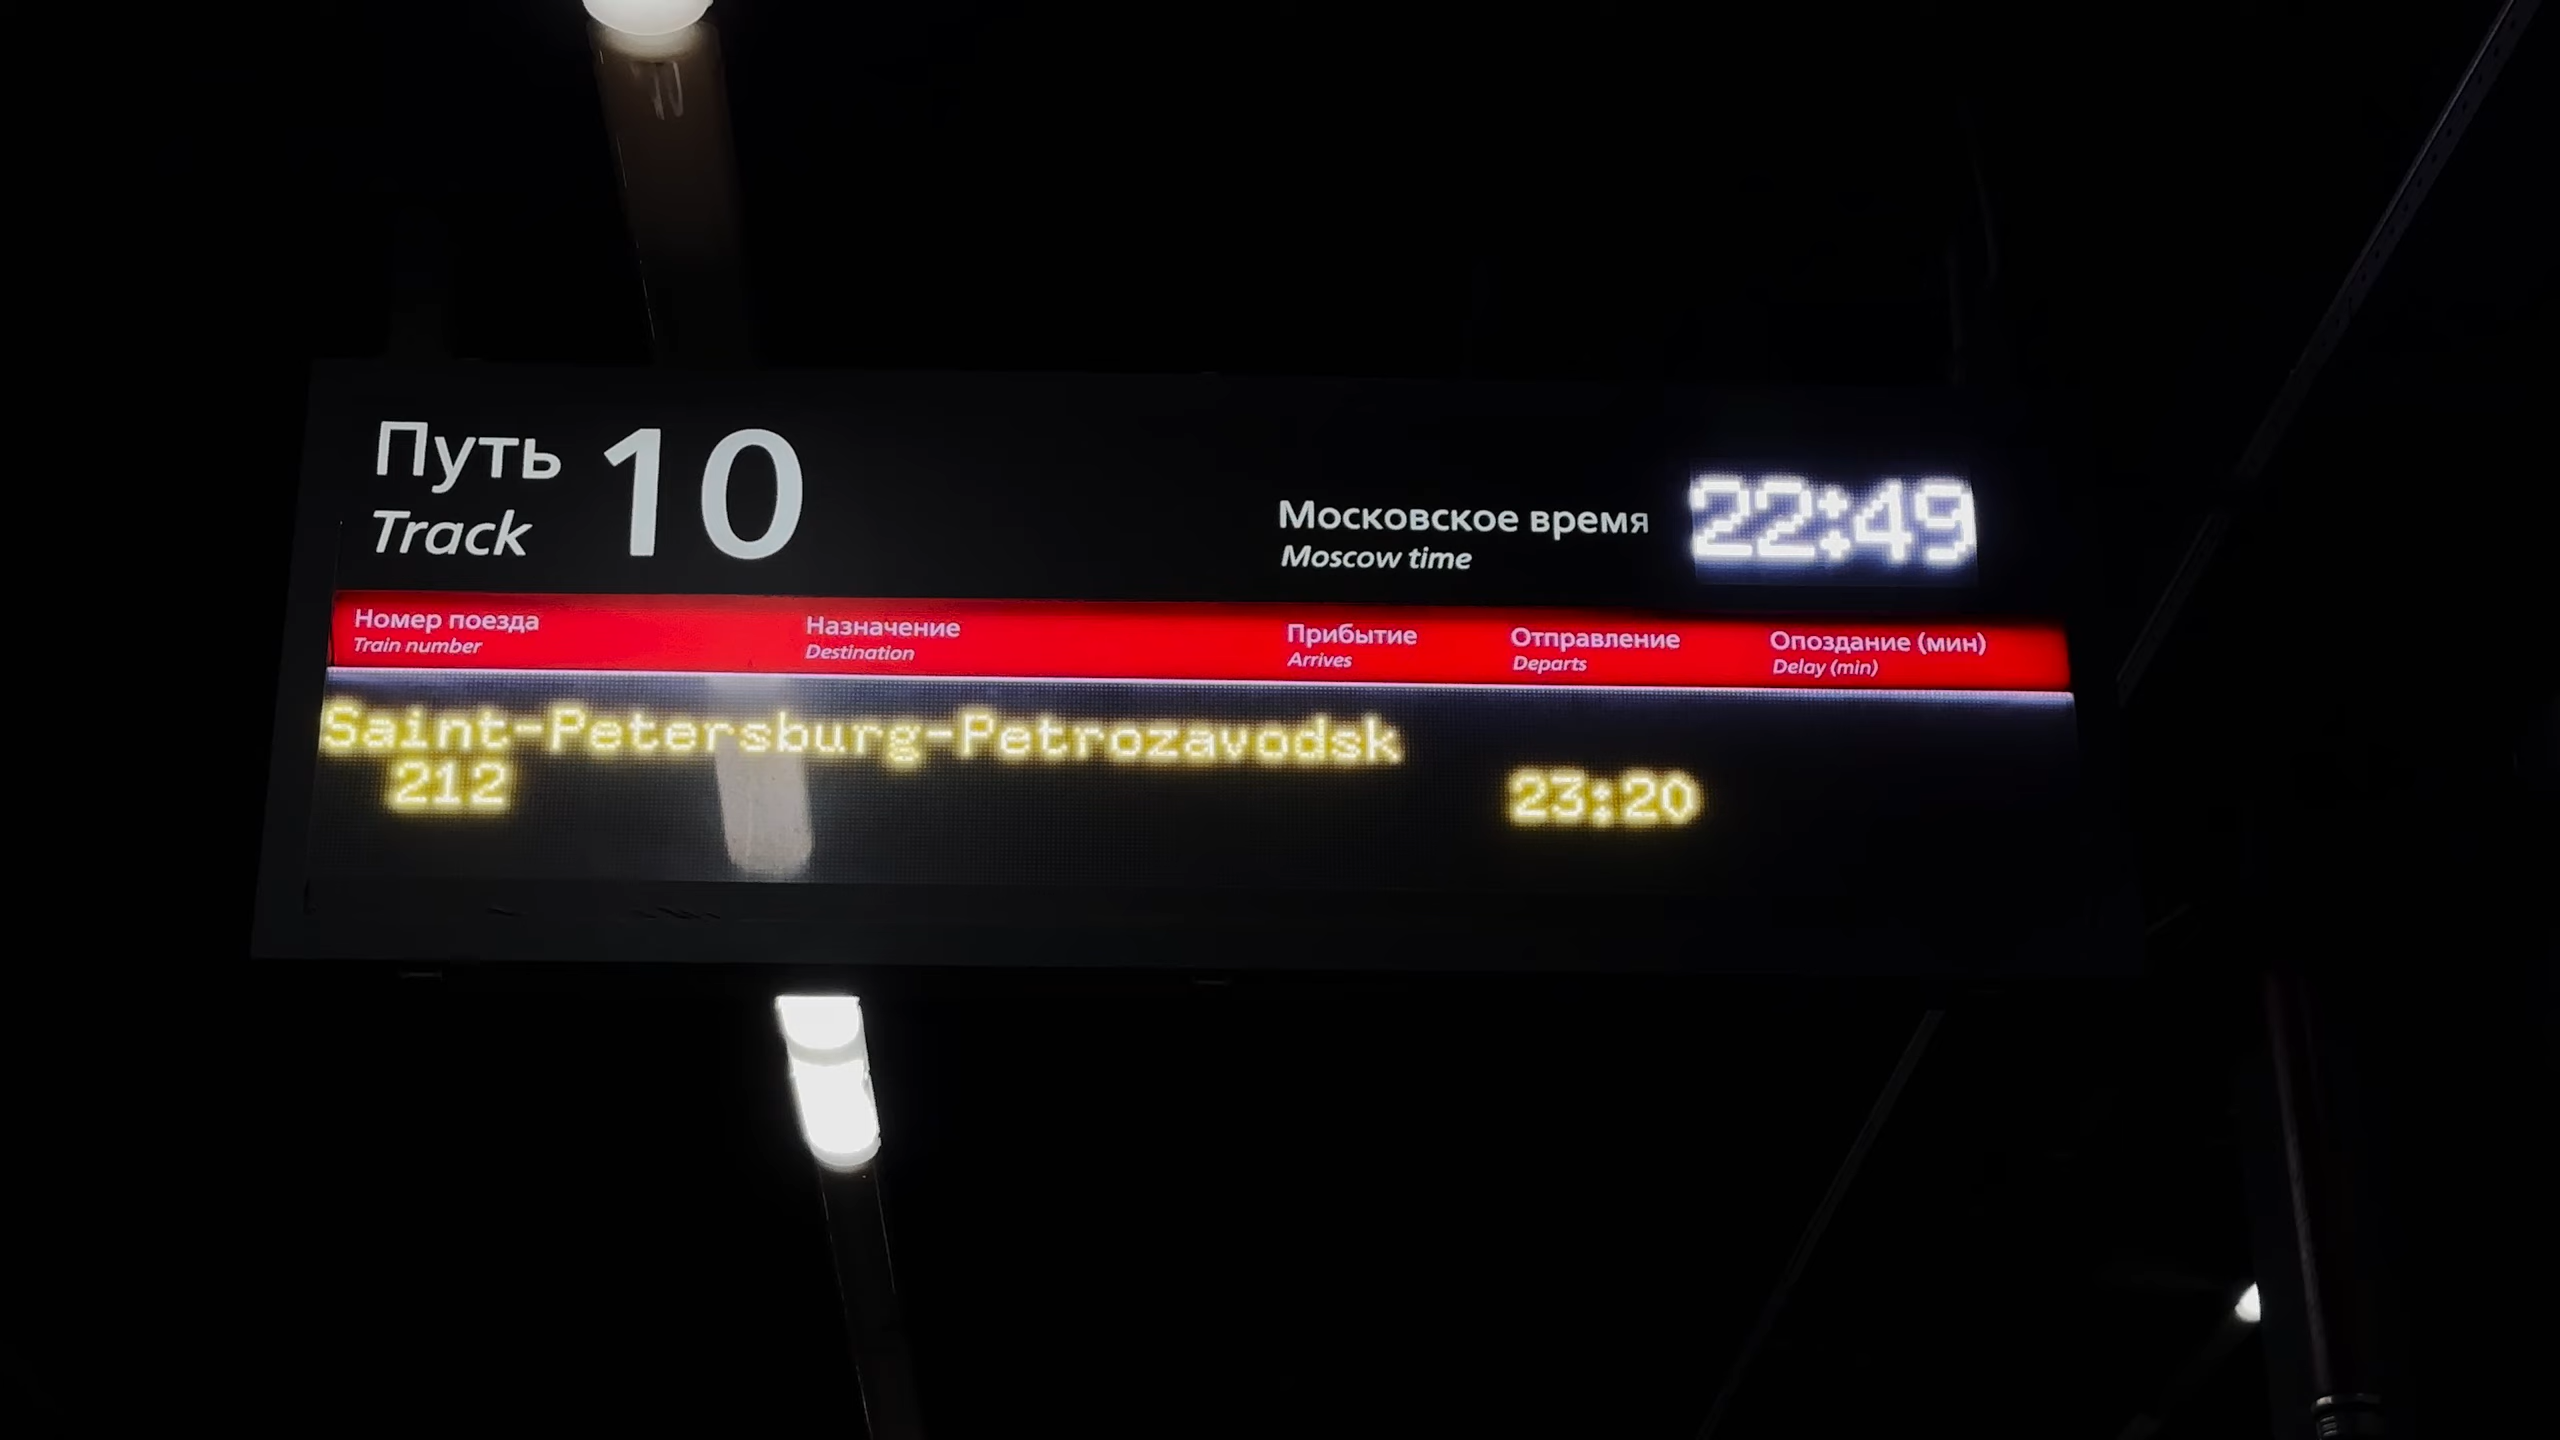 Путь 10
Track
Московское время 22:49
Moscow time
Номер поезда Назначение Прибытие Отправление Опоздание (мин)
Train number Destination Arrives Departs Delay (min)
Saint-Petersburg-Petrozavodsk
212 23:20